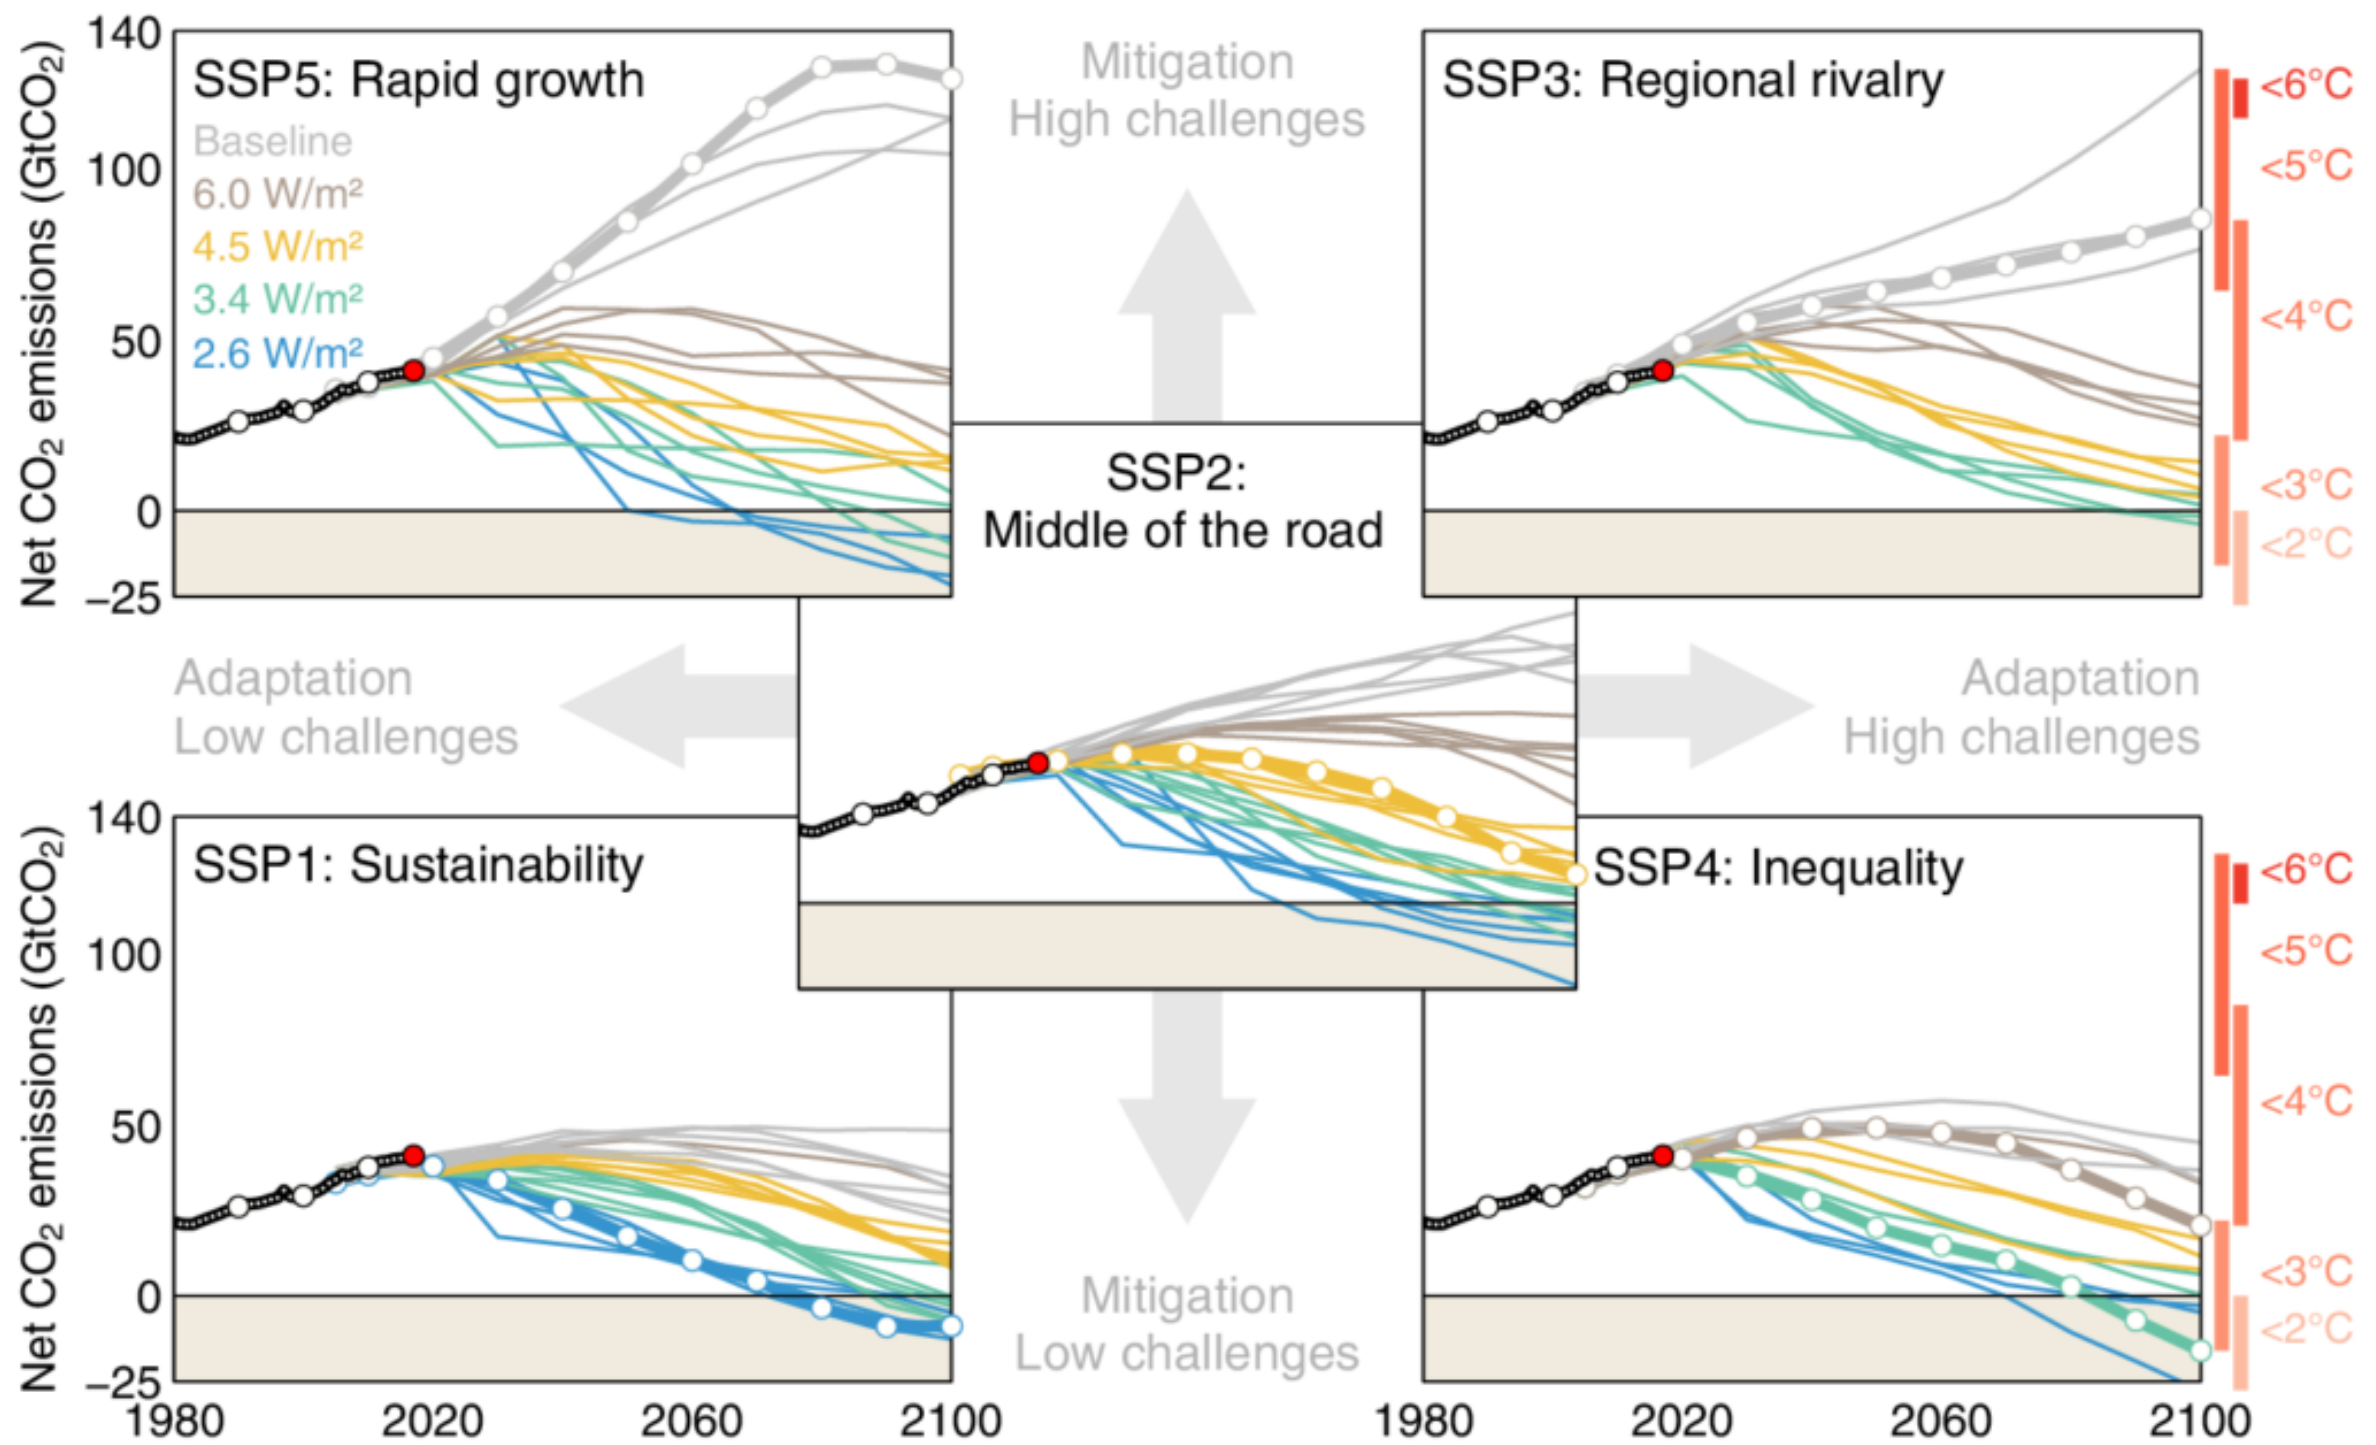 140
100
50
0
−25
Net CO₂ emissions (GtCO₂)
SSP5: Rapid growth
Baseline
6.0 W/m²
4.5 W/m²
3.4 W/m²
2.6 W/m²
Mitigation
High challenges
SSP3: Regional rivalry
<6°C
<5°C
<4°C
<3°C
<2°C
SSP2:
Middle of the road
Adaptation
Low challenges
Adaptation
High challenges
140
100
50
0
−25
Net CO₂ emissions (GtCO₂)
SSP1: Sustainability
SSP4: Inequality
<6°C
<5°C
<4°C
<3°C
<2°C
Mitigation
Low challenges
1980 2020 2060 2100
1980 2020 2060 2100